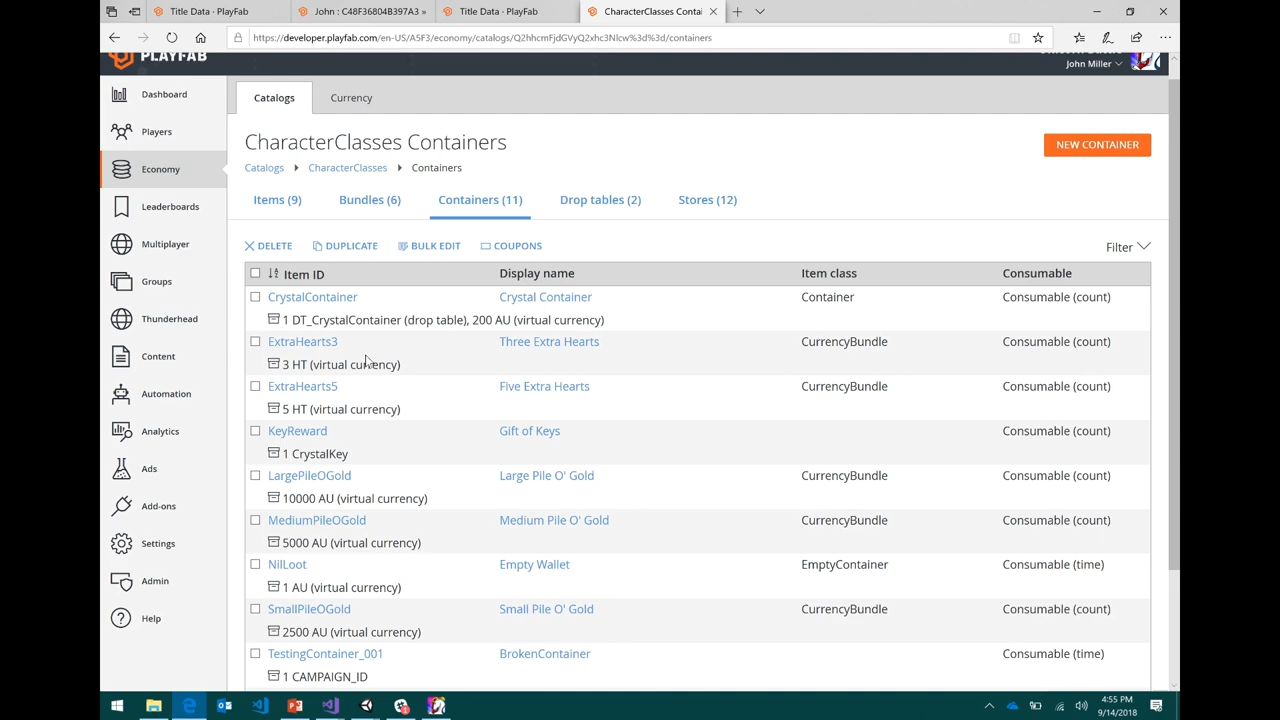 Title Data - PlayFab
John : C48F36804B397A3 »
Title Data - PlayFab
CharacterClasses Contai
https://developer.playfab.com/en-US/A5F3/economy/catalogs/Q2hhcmFjdGVyQ2xhc3Nlcw%3d%3d/containers
PLAYFAB
John Miller
Dashboard
Players
Economy
Leaderboards
Multiplayer
Groups
Thunderhead
Content
Automation
Analytics
Ads
Add-ons
Settings
Admin
Help
Catalogs Currency
CharacterClasses Containers
NEW CONTAINER
Catalogs CharacterClasses Containers
Items (9) Bundles (6) Containers (11) Drop tables (2) Stores (12)
DELETE DUPLICATE BULK EDIT COUPONS Filter
Item ID Display name Item class Consumable
CrystalContainer Crystal Container Container Consumable (count)
1 DT_CrystalContainer (drop table), 200 AU (virtual currency)
ExtraHearts3 Three Extra Hearts CurrencyBundle Consumable (count)
3 HT (virtual currency)
ExtraHearts5 Five Extra Hearts CurrencyBundle Consumable (count)
5 HT (virtual currency)
KeyReward Gift of Keys Consumable (count)
1 CrystalKey
LargePileOGold Large Pile O' Gold CurrencyBundle Consumable (count)
10000 AU (virtual currency)
MediumPileOGold Medium Pile O' Gold CurrencyBundle Consumable (count)
5000 AU (virtual currency)
NilLoot Empty Wallet EmptyContainer Consumable (time)
1 AU (virtual currency)
SmallPileOGold Small Pile O' Gold CurrencyBundle Consumable (count)
2500 AU (virtual currency)
TestingContainer_001 BrokenContainer Consumable (time)
1 CAMPAIGN_ID
4:55 PM
9/14/2018